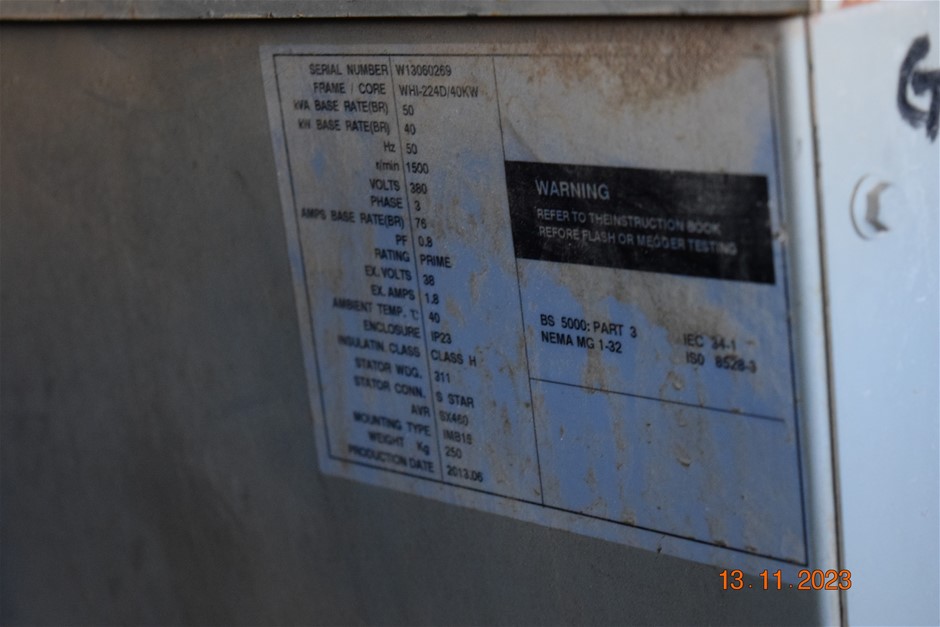 SERIAL NUMBER W13060269
FRAME / CORE WHI-224D/40KW
kVA BASE RATE(BR) 50
kW BASE RATE(BR) 40
Hz 50
r/min 1500
VOLTS 380
PHASE 3
AMPS BASE RATE(BR) 76
PF 0.8
RATING PRIME
EX. VOLTS 38
EX. AMPS 1.8
AMBIENT TEMP. ℃ 40
ENCLOSURE IP23
INSULATIN. CLASS CLASS H
STATOR WDG. 311
STATOR CONN. S STAR
AVR SX460
MOUNTING TYPE IMB15
WEIGHT Kg 250
PRODUCTION DATE 2013.06
WARNING
REFER TO THEINSTRUCTION BOOK
REFORE FLASH OR MEGGER TESTING
BS 5000: PART 3 IEC 34-1
NEMA MG 1-32 ISO 8528-3
G
13.11.2023